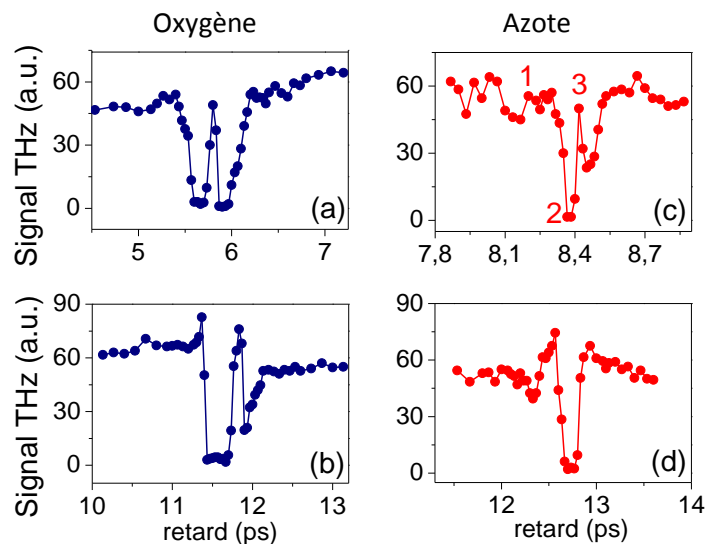 Oxygène Azote
Signal THz (a.u.)
60
30
0
5 6 7
(a)
60
30
0
1 3
2
(c)
7,8 8,1 8,4 8,7
Signal THz (a.u.)
90
60
30
0
(b)
10 11 12 13
retard (ps)
90
60
30
0
(d)
12 13 14
retard (ps)